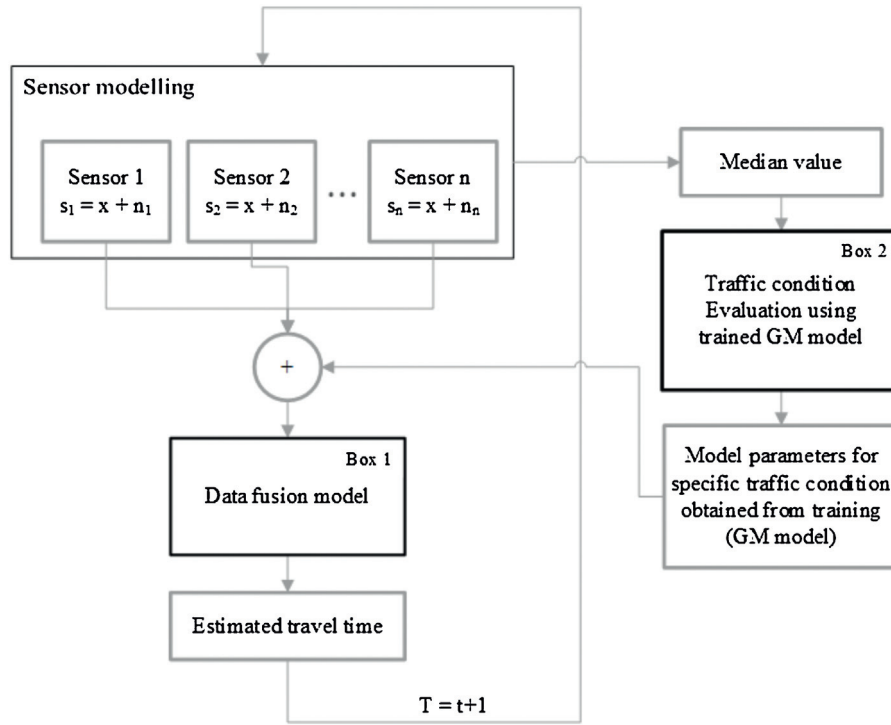 Sensor modelling
Sensor 1
s₁ = x + n₁
Sensor 2
s₂ = x + n₂
...
Sensor n
sₙ = x + nₙ
Median value
Box 2
Traffic condition
Evaluation using
trained GM model
+
Box 1
Data fusion model
Model parameters for
specific traffic condition
obtained from training
(GM model)
Estimated travel time
T = t+1